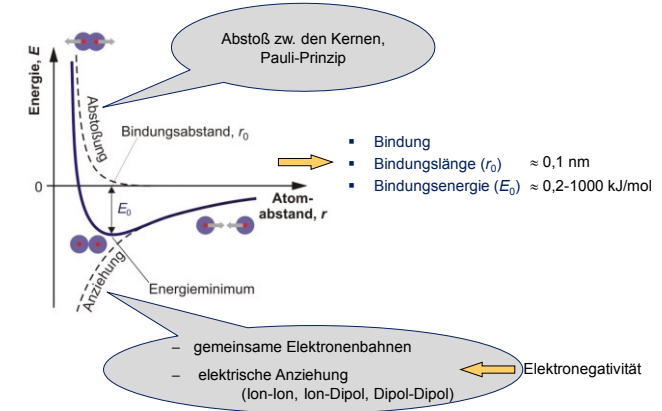 Abstoß zw. den Kernen,
Pauli-Prinzip
Energie, E
Abstoßung
Bindungsabstand, r0
0
E0
Atom-
abstand, r
Anziehung
Energieminimum
▪ Bindung
▪ Bindungslänge (r0) ≈ 0,1 nm
▪ Bindungsenergie (E0) ≈ 0,2-1000 kJ/mol
– gemeinsame Elektronenbahnen
– elektrische Anziehung
(Ion-Ion, Ion-Dipol, Dipol-Dipol)
Elektronegativität